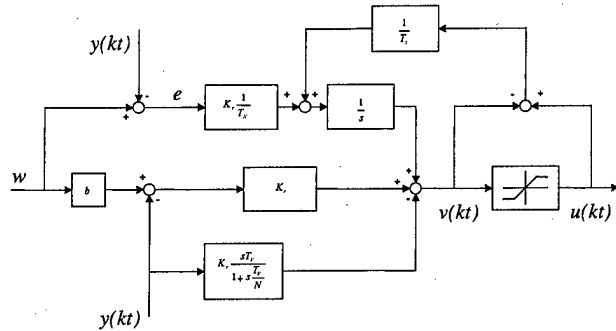 1
T_t
y(kt)
-
-
+
e
+
K_r 1/T_N
+
+
1/s
+
w
b
+
-
K_r
+
-
v(kt)
u(kt)
K_r sT_V/(1+s T_V/N)
y(kt)